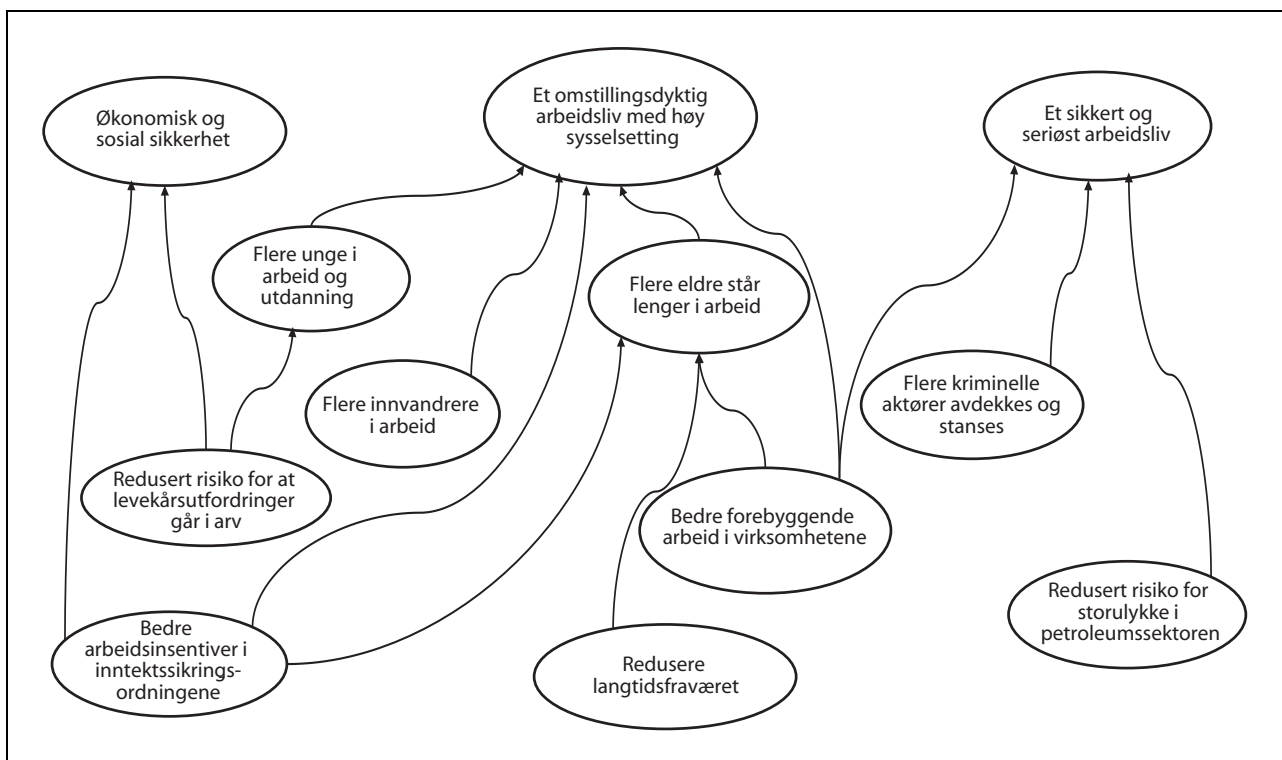 Økonomisk og
sosial sikkerhet
Et omstillingsdyktig
arbeidsliv med høy
sysselsetting
Et sikkert og
seriøst arbeidsliv
Flere unge i
arbeid og
utdanning
Flere eldre står
lenger i arbeid
Flere innvandrere
i arbeid
Flere kriminelle
aktører avdekkes og
stanses
Redusert risiko for at
levekårsutfordringer
går i arv
Bedre forebyggende
arbeid i virksomhetene
Redusert risiko for
storulykke i
petroleumssektoren
Bedre
arbeidsinsentiver i
inntektssikrings-
ordningene
Redusere
langtidsfraværet